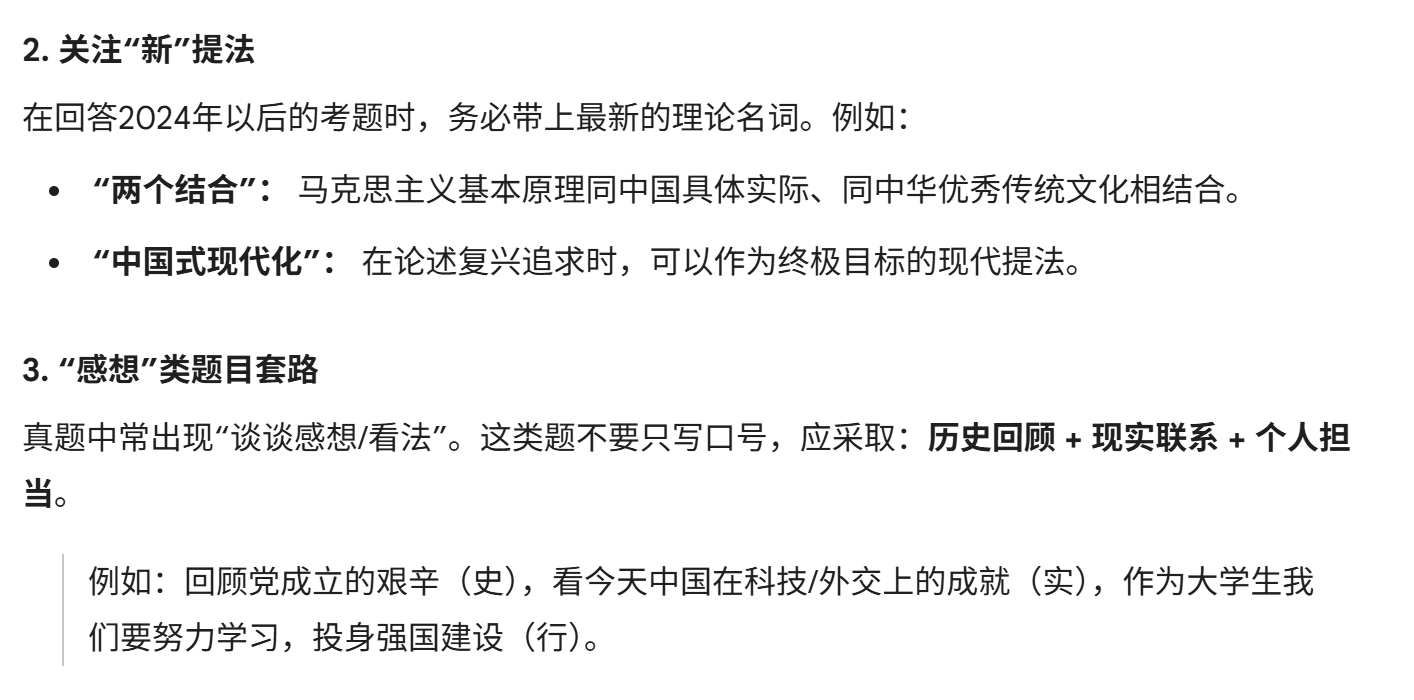 2. 关注“新”提法
在回答2024年以后的考题时，务必带上最新的理论名词。例如：
• “两个结合”： 马克思主义基本原理同中国具体实际、同中华优秀传统文化相结合。
• “中国式现代化”： 在论述复兴追求时，可以作为终极目标的现代提法。
3. “感想”类题目套路
真题中常出现“谈谈感想/看法”。这类题不要只写口号，应采取：历史回顾 + 现实联系 + 个人担
当。
例如：回顾党成立的艰辛（史），看今天中国在科技/外交上的成就（实），作为大学生我
们要努力学习，投身强国建设（行）。